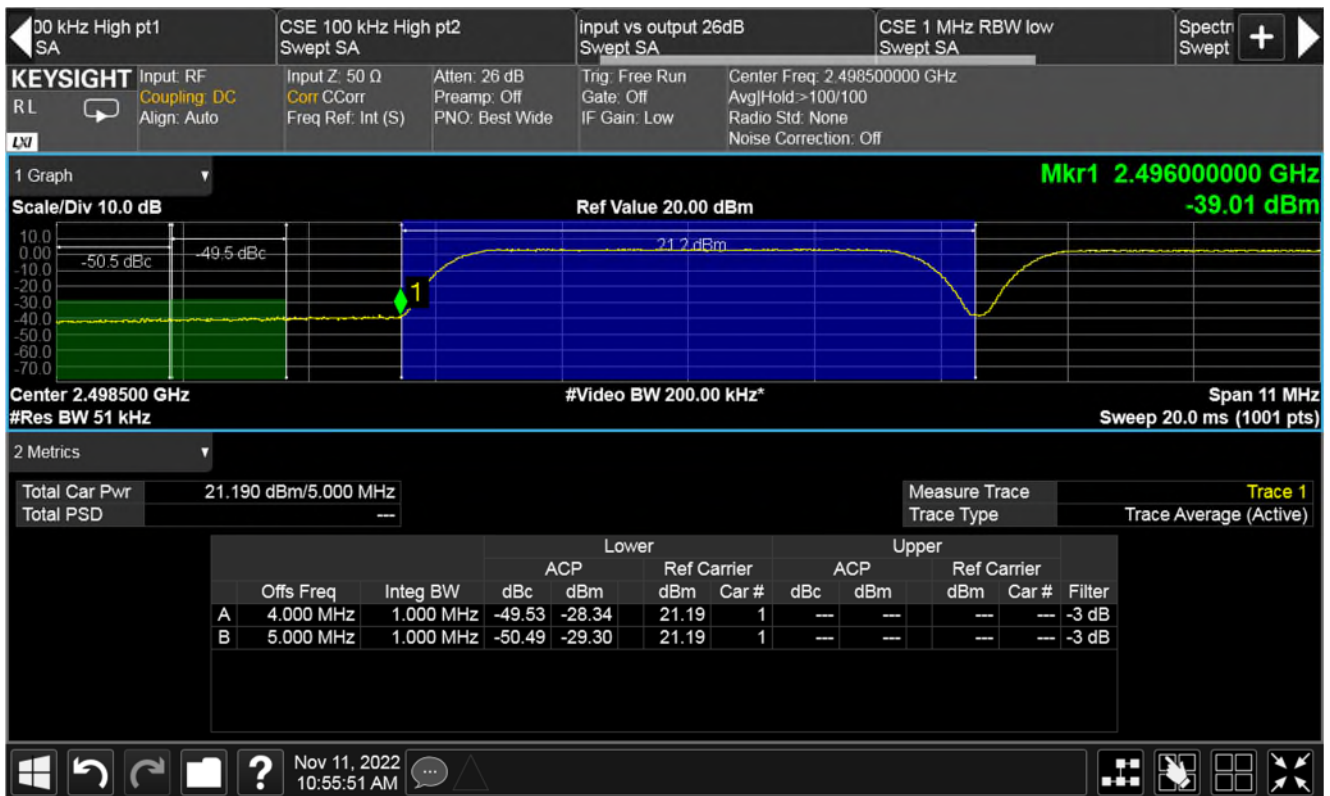 00 kHz High pt1
SA
CSE 100 kHz High pt2
Swept SA
input vs output 26dB
Swept SA
CSE 1 MHz RBW low
Swept SA
Spectr
Swept
+
KEYSIGHT
RL
LXI
Input: RF
Coupling: DC
Align: Auto
Input Z: 50 Ω
Corr CCorr
Freq Ref: Int (S)
Atten: 26 dB
Preamp: Off
PNO: Best Wide
Trig: Free Run
Gate: Off
IF Gain: Low
Center Freq: 2.498500000 GHz
Avg|Hold:>100/100
Radio Std: None
Noise Correction: Off
1 Graph
Mkr1 2.496000000 GHz
-39.01 dBm
Scale/Div 10.0 dB
Ref Value 20.00 dBm
10.0
0.00
-10.0
-20.0
-30.0
-40.0
-50.0
-60.0
-70.0
-50.5 dBc
-49.5 dBc
21.2 dBm
1
Center 2.498500 GHz
#Video BW 200.00 kHz*
Span 11 MHz
#Res BW 51 kHz
Sweep 20.0 ms (1001 pts)
2 Metrics
Total Car Pwr 21.190 dBm/5.000 MHz
Total PSD ---
Measure Trace Trace 1
Trace Type Trace Average (Active)
Lower Upper
ACP Ref Carrier ACP Ref Carrier
Offs Freq Integ BW dBc dBm dBm Car # dBc dBm dBm Car # Filter
A 4.000 MHz 1.000 MHz -49.53 -28.34 21.19 1 --- --- --- --- -3 dB
B 5.000 MHz 1.000 MHz -50.49 -29.30 21.19 1 --- --- --- --- -3 dB
?
Nov 11, 2022
10:55:51 AM